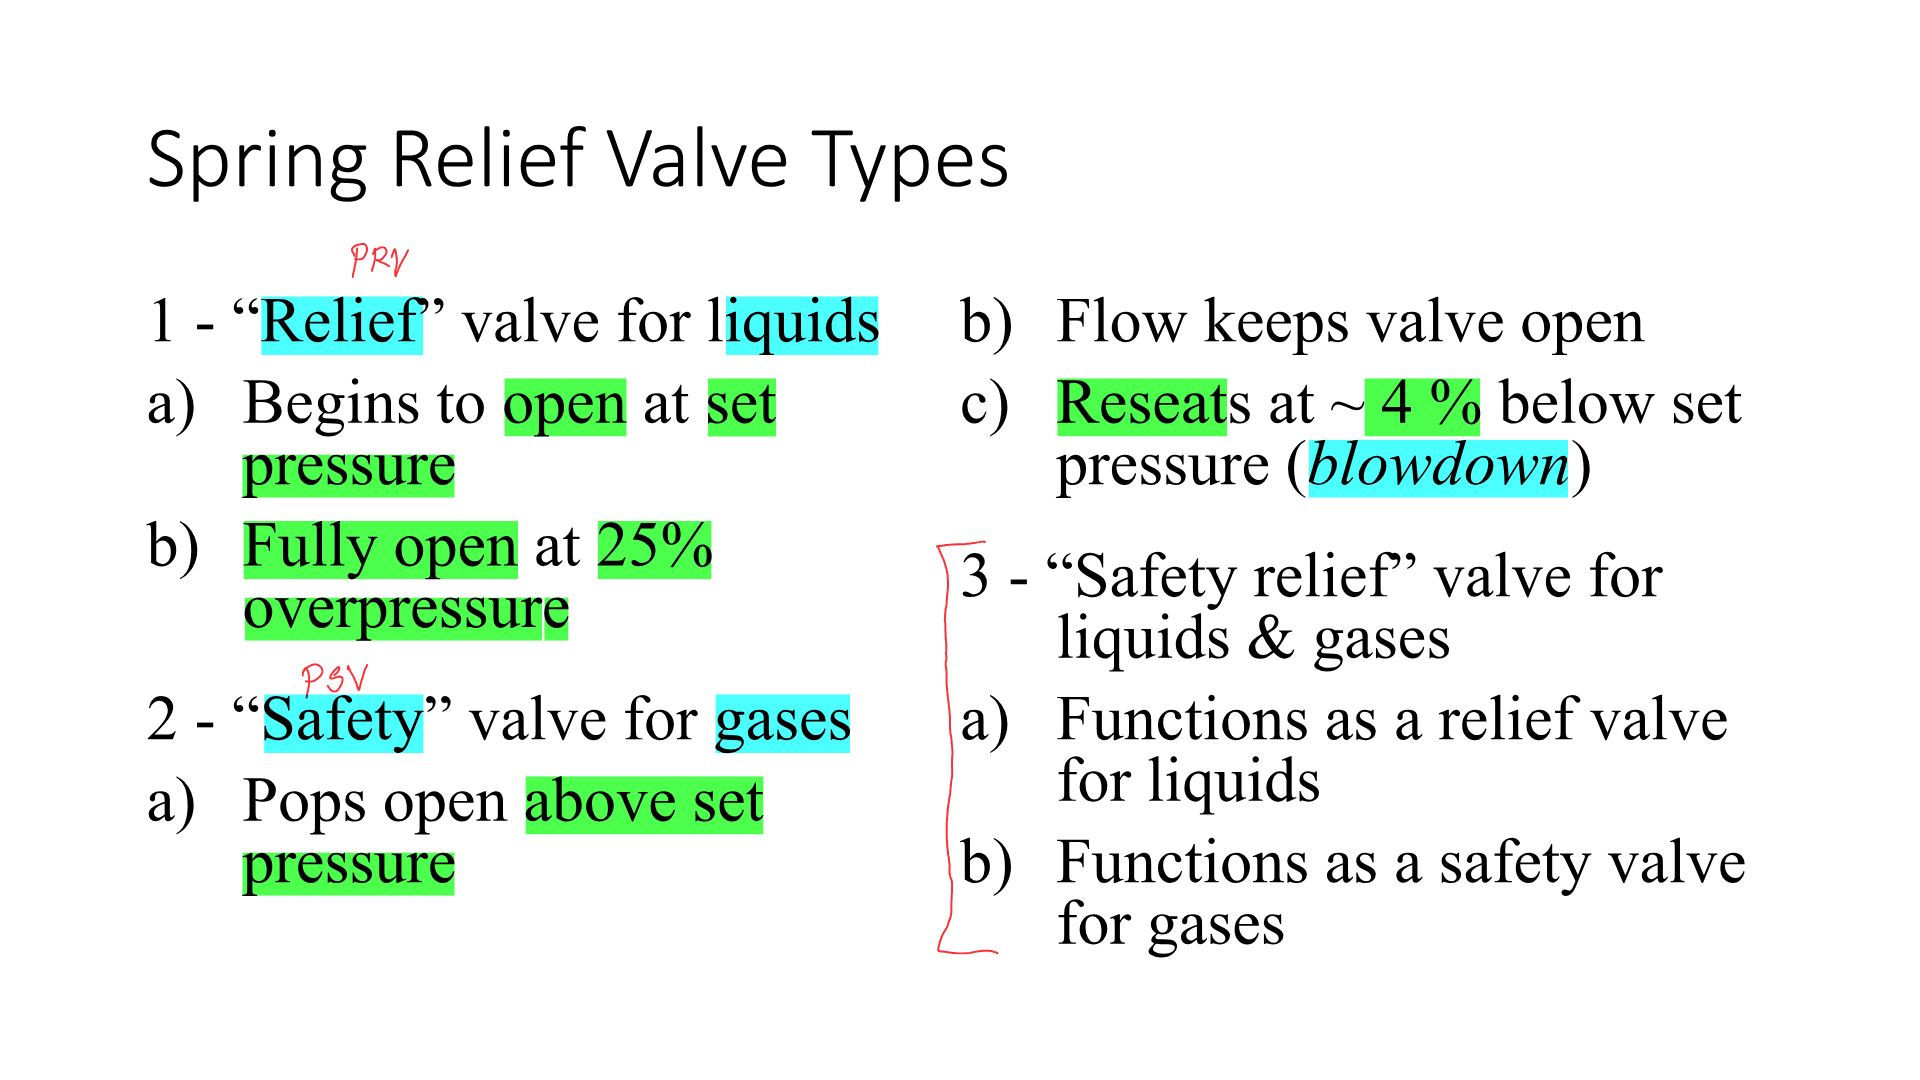 Spring Relief Valve Types
PRV
1 - “Relief” valve for liquids
a) Begins to open at set
pressure
b) Fully open at 25%
overpressure
PSV
2 - “Safety” valve for gases
a) Pops open above set
pressure
b) Flow keeps valve open
c) Reseats at ~ 4 % below set
pressure (blowdown)
3 - “Safety relief” valve for
liquids & gases
a) Functions as a relief valve
for liquids
b) Functions as a safety valve
for gases